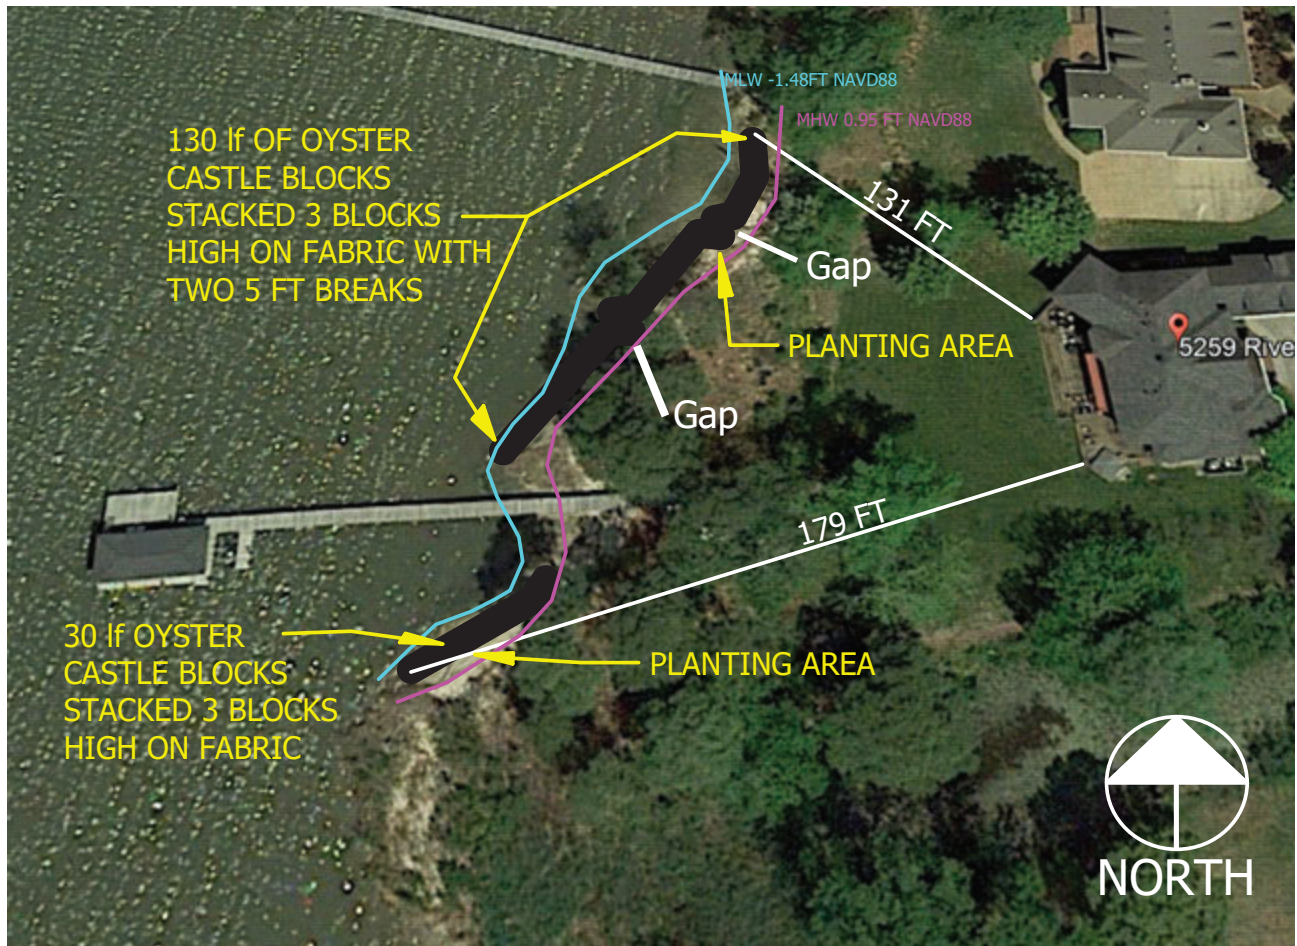 MLW -1.48FT NAVD88
MHW 0.95 FT NAVD88
130 lf OF OYSTER
CASTLE BLOCKS
STACKED 3 BLOCKS
HIGH ON FABRIC WITH
TWO 5 FT BREAKS
131 FT
Gap
PLANTING AREA
5259 Rive
Gap
179 FT
30 lf OYSTER
CASTLE BLOCKS
STACKED 3 BLOCKS
HIGH ON FABRIC
PLANTING AREA
NORTH